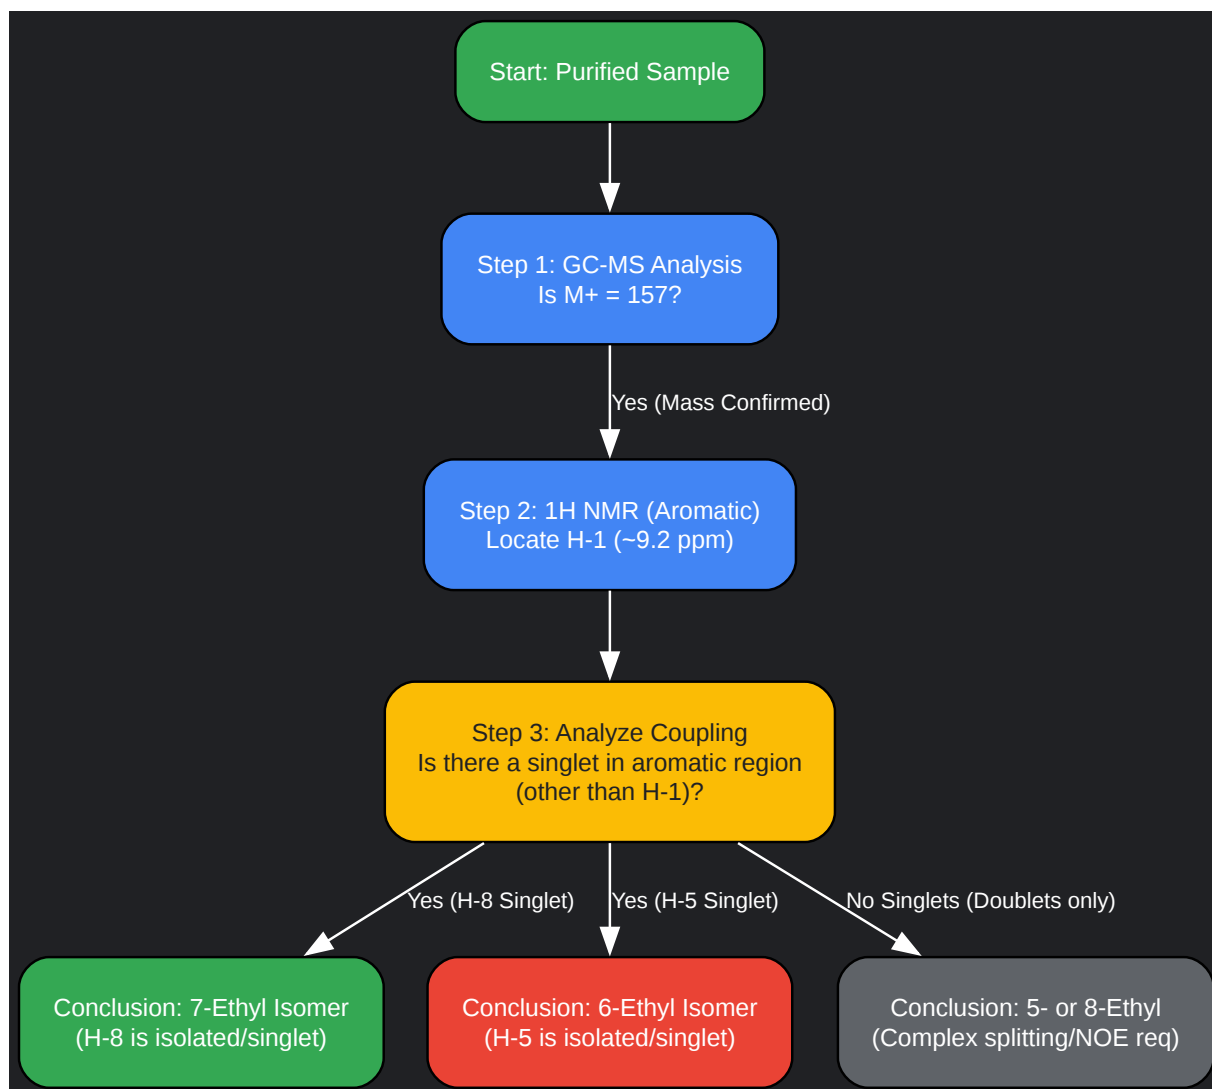 Start: Purified Sample
Step 1: GC-MS Analysis
Is M+ = 157?
Yes (Mass Confirmed)
Step 2: 1H NMR (Aromatic)
Locate H-1 (~9.2 ppm)
Step 3: Analyze Coupling
Is there a singlet in aromatic region
(other than H-1)?
Yes (H-8 Singlet)
Yes (H-5 Singlet)
No Singlets (Doublets only)
Conclusion: 7-Ethyl Isomer
(H-8 is isolated/singlet)
Conclusion: 6-Ethyl Isomer
(H-5 is isolated/singlet)
Conclusion: 5- or 8-Ethyl
(Complex splitting/NOE req)